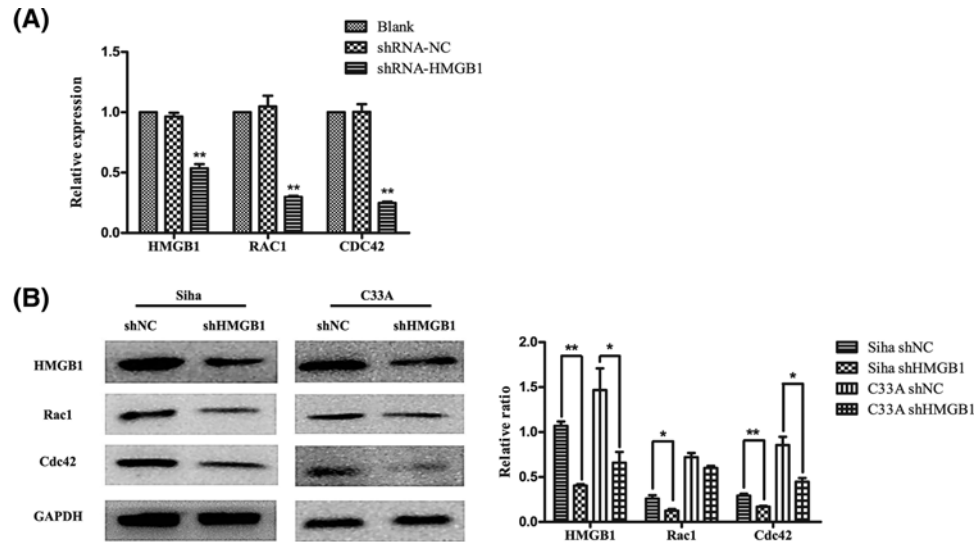 (A)
Blank
shRNA-NC
shRNA-HMGB1
Relative expression
1.5
1.0
0.5
0.0
**
**
**
HMGB1 RAC1 CDC42
(B)
Siha C33A
shNC shHMGB1 shNC shHMGB1
HMGB1
Rac1
Cdc42
GAPDH
Siha shNC
Siha shHMGB1
C33A shNC
C33A shHMGB1
Relative ratio
2.0
1.5
1.0
0.5
0.0
** * * ** *
HMGB1 Rac1 Cdc42